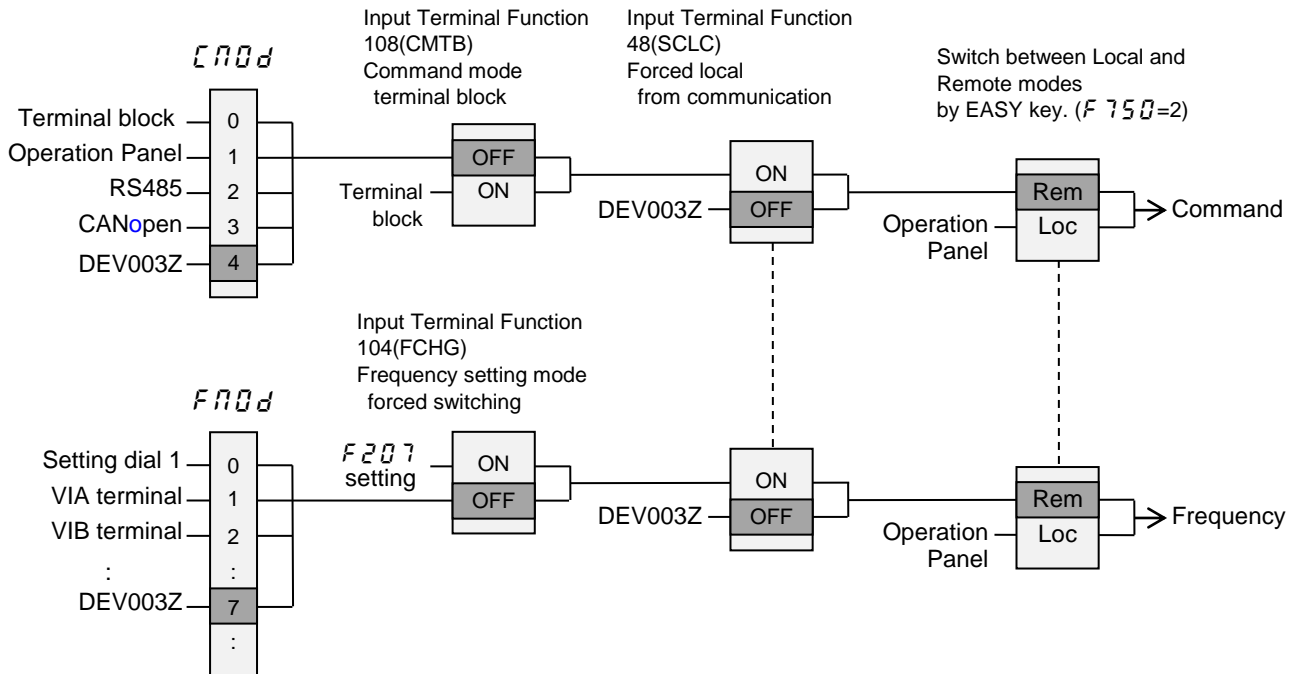 Input Terminal Function
108(CMTB)
Command mode
terminal block
Input Terminal Function
48(SCLC)
Forced local
from communication
Switch between Local and
Remote modes
by EASY key. (F750=2)
CMOd
Terminal block
0
Operation Panel
1
RS485
2
CANopen
3
DEV003Z
4
OFF
ON
Terminal
block
ON
OFF
DEV003Z
Rem
Loc
Operation
Panel
Command
Input Terminal Function
104(FCHG)
Frequency setting mode
forced switching
FMOd
Setting dial 1
0
VIA terminal
1
VIB terminal
2
:
:
DEV003Z
7
:
F207
setting
ON
OFF
ON
OFF
DEV003Z
Rem
Loc
Operation
Panel
Frequency